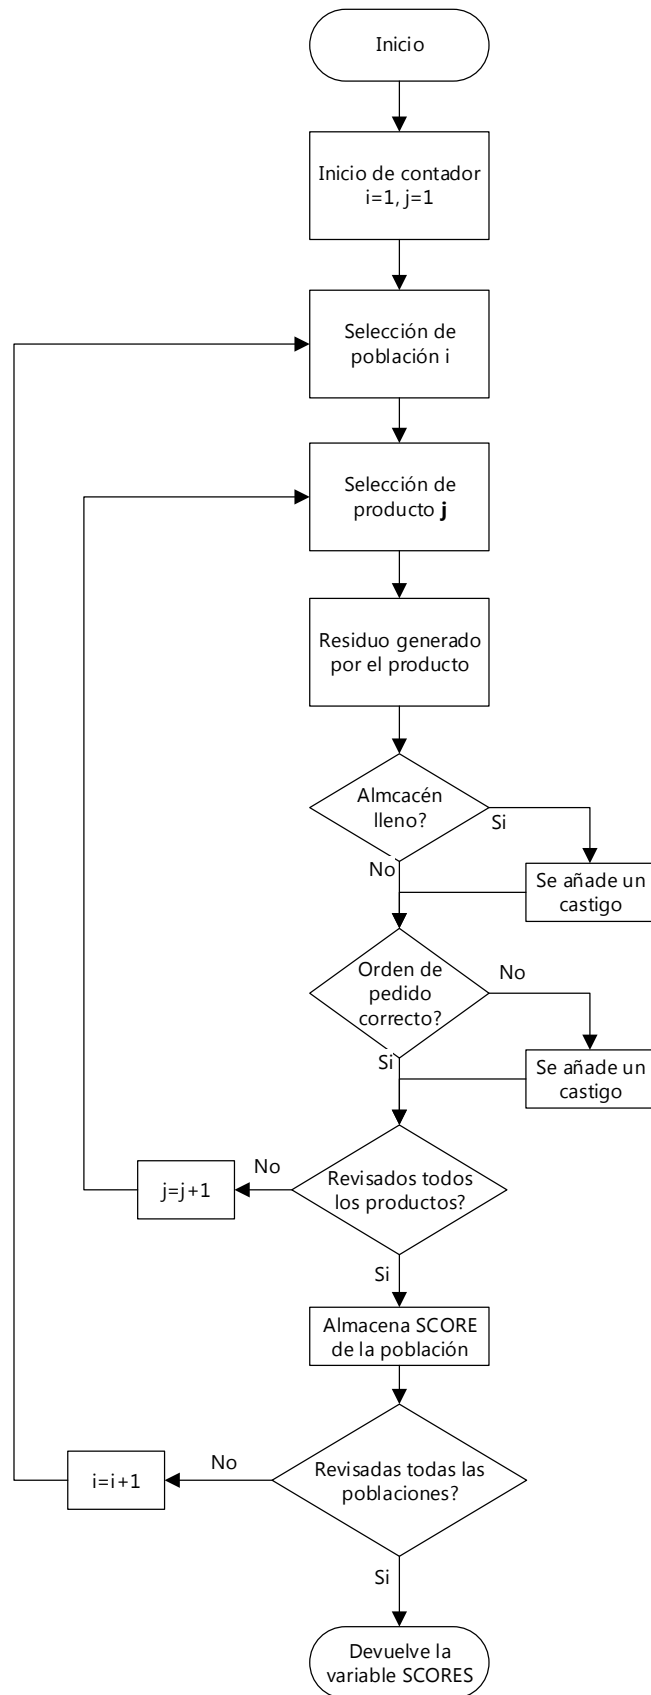 Inicio
Inicio de contador
i=1, j=1
Selección de
población i
Selección de
producto j
Residuo generado
por el producto
Almcacén
lleno?
Si
No
Se añade un
castigo
Orden de
pedido
correcto?
No
Si
Se añade un
castigo
Revisados todos
los productos?
No
j=j+1
Si
Almacena SCORE
de la población
Revisadas todas las
poblaciones?
No
i=i+1
Si
Devuelve la
variable SCORES